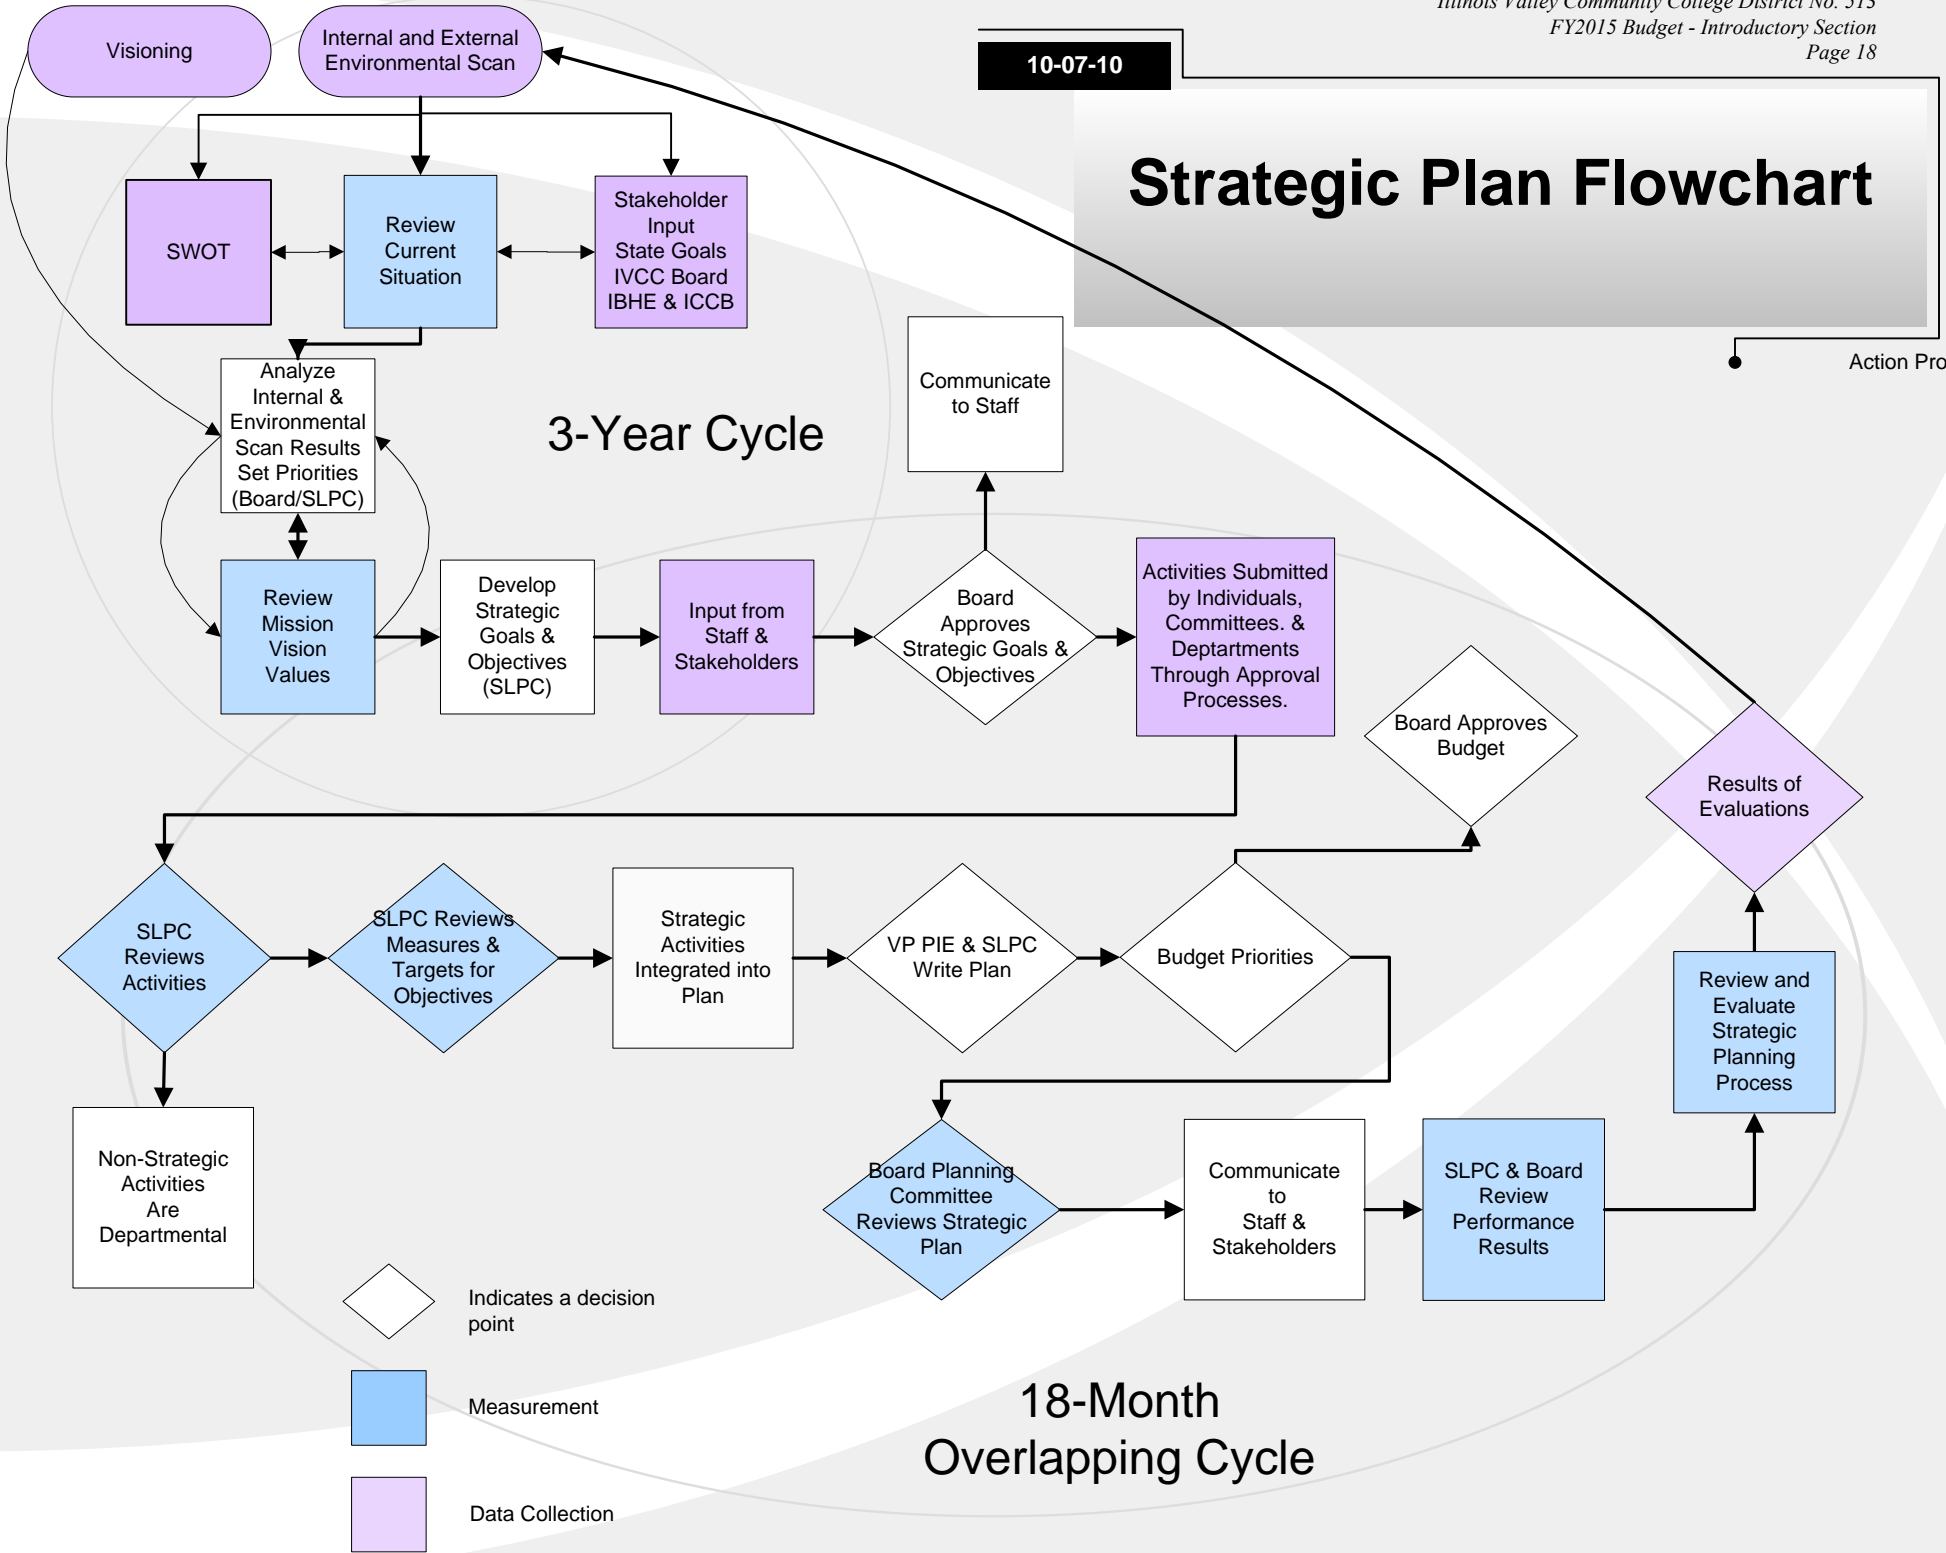 Illinois Valley Community College District No. 513
FY2015 Budget - Introductory Section
Page 18
10-07-10
Strategic Plan Flowchart
Action Pro
Visioning
Internal and External
Environmental Scan
SWOT
Review
Current
Situation
Stakeholder
Input
State Goals
IVCC Board
IBHE & ICCB
Analyze
Internal &
Environmental
Scan Results
Set Priorities
(Board/SLPC)
3-Year Cycle
Communicate
to Staff
Review
Mission
Vision
Values
Develop
Strategic
Goals &
Objectives
(SLPC)
Input from
Staff &
Stakeholders
Board
Approves
Strategic Goals &
Objectives
Activities Submitted
by Individuals,
Committees. &
Deptartments
Through Approval
Processes.
Board Approves
Budget
Results of
Evaluations
SLPC
Reviews
Activities
SLPC Reviews
Measures &
Targets for
Objectives
Strategic
Activities
Integrated into
Plan
VP PIE & SLPC
Write Plan
Budget Priorities
Review and
Evaluate
Strategic
Planning
Process
Non-Strategic
Activities
Are
Departmental
Board Planning
Committee
Reviews Strategic
Plan
Communicate
to
Staff &
Stakeholders
SLPC & Board
Review
Performance
Results
Indicates a decision
point
Measurement
Data Collection
18-Month
Overlapping Cycle